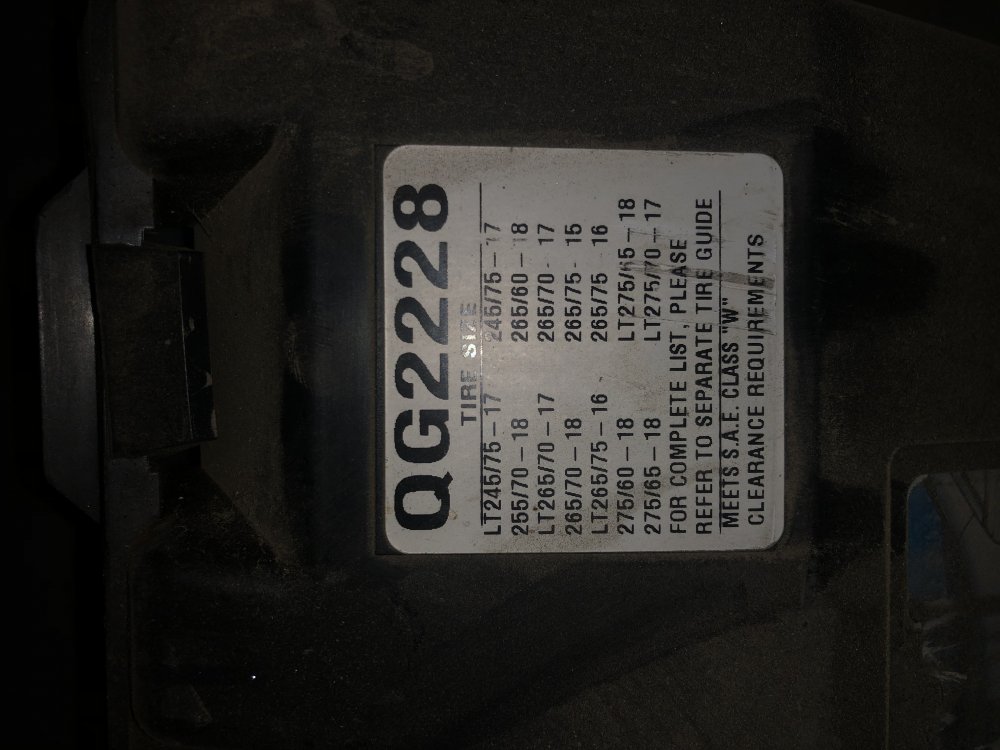 QG2228
TIRE SIZE
LT245/75-17 245/75-17
255/70-18 265/60-18
LT265/70-17 265/70-17
265/70-18 265/75-15
LT265/75-16 265/75-16
275/60-18 LT275/65-18
275/65-18 LT275/70-17
FOR COMPLETE LIST, PLEASE
REFER TO SEPARATE TIRE GUIDE
MEETS S.A.E. CLASS "W"
CLEARANCE REQUIREMENTS